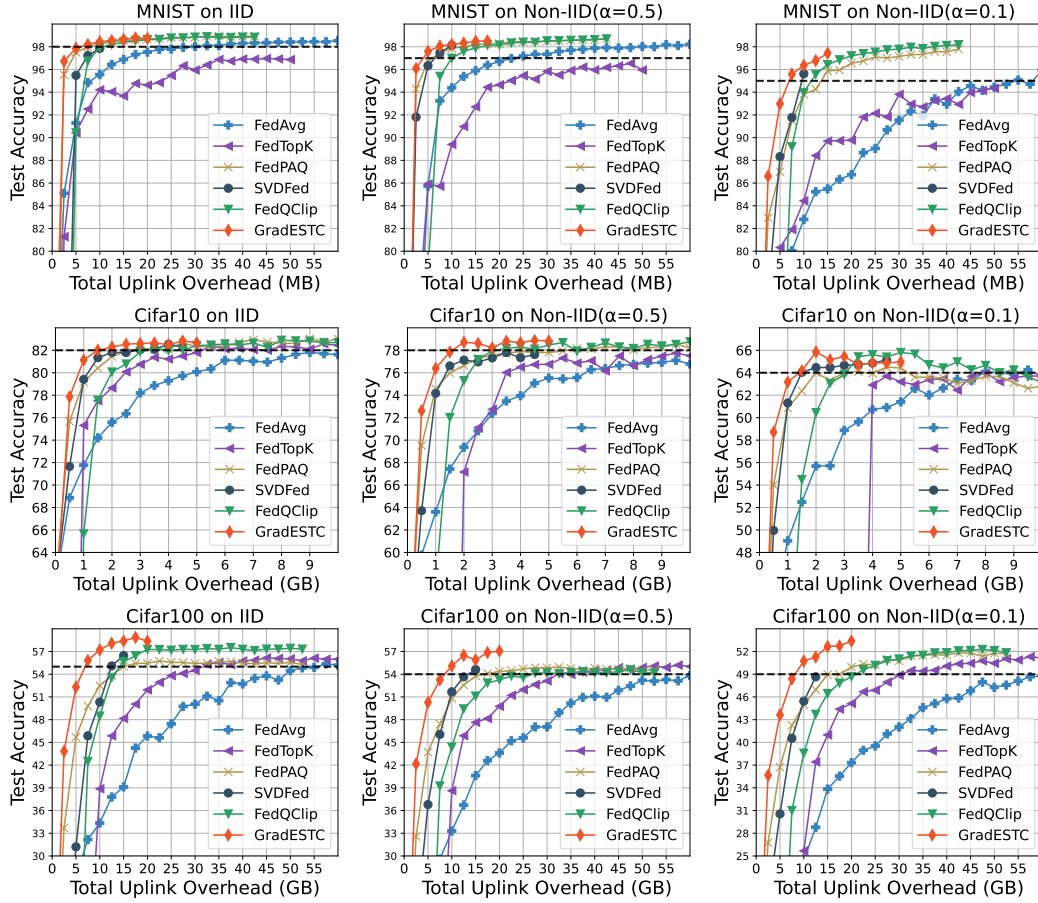 MNIST on IID
Test Accuracy
98
96
94
92
90
88
86
84
82
80
FedAvg
FedTopK
FedPAQ
SVDFed
FedQClip
GradESTC
0 5 10 15 20 25 30 35 40 45 50 55
Total Uplink Overhead (MB)
MNIST on Non-IID(α=0.5)
Test Accuracy
98
96
94
92
90
88
86
84
82
80
FedAvg
FedTopK
FedPAQ
SVDFed
FedQClip
GradESTC
0 5 10 15 20 25 30 35 40 45 50 55
Total Uplink Overhead (MB)
MNIST on Non-IID(α=0.1)
Test Accuracy
98
96
94
92
90
88
86
84
82
80
FedAvg
FedTopK
FedPAQ
SVDFed
FedQClip
GradESTC
0 5 10 15 20 25 30 35 40 45 50 55
Total Uplink Overhead (MB)
Cifar10 on IID
Test Accuracy
82
80
78
76
74
72
70
68
66
64
FedAvg
FedTopK
FedPAQ
SVDFed
FedQClip
GradESTC
0 1 2 3 4 5 6 7 8 9
Total Uplink Overhead (GB)
Cifar10 on Non-IID(α=0.5)
Test Accuracy
78
76
74
72
70
68
66
64
62
60
FedAvg
FedTopK
FedPAQ
SVDFed
FedQClip
GradESTC
0 1 2 3 4 5 6 7 8 9
Total Uplink Overhead (GB)
Cifar10 on Non-IID(α=0.1)
Test Accuracy
66
64
62
60
58
56
54
52
50
48
FedAvg
FedTopK
FedPAQ
SVDFed
FedQClip
GradESTC
0 1 2 3 4 5 6 7 8 9
Total Uplink Overhead (GB)
Cifar100 on IID
Test Accuracy
57
54
51
48
45
42
39
36
33
30
FedAvg
FedTopK
FedPAQ
SVDFed
FedQClip
GradESTC
0 5 10 15 20 25 30 35 40 45 50 55
Total Uplink Overhead (GB)
Cifar100 on Non-IID(α=0.5)
Test Accuracy
57
54
51
48
45
42
39
36
33
30
FedAvg
FedTopK
FedPAQ
SVDFed
FedQClip
GradESTC
0 5 10 15 20 25 30 35 40 45 50 55
Total Uplink Overhead (GB)
Cifar100 on Non-IID(α=0.1)
Test Accuracy
52
49
46
43
40
37
34
31
28
25
FedAvg
FedTopK
FedPAQ
SVDFed
FedQClip
GradESTC
0 5 10 15 20 25 30 35 40 45 50 55
Total Uplink Overhead (GB)